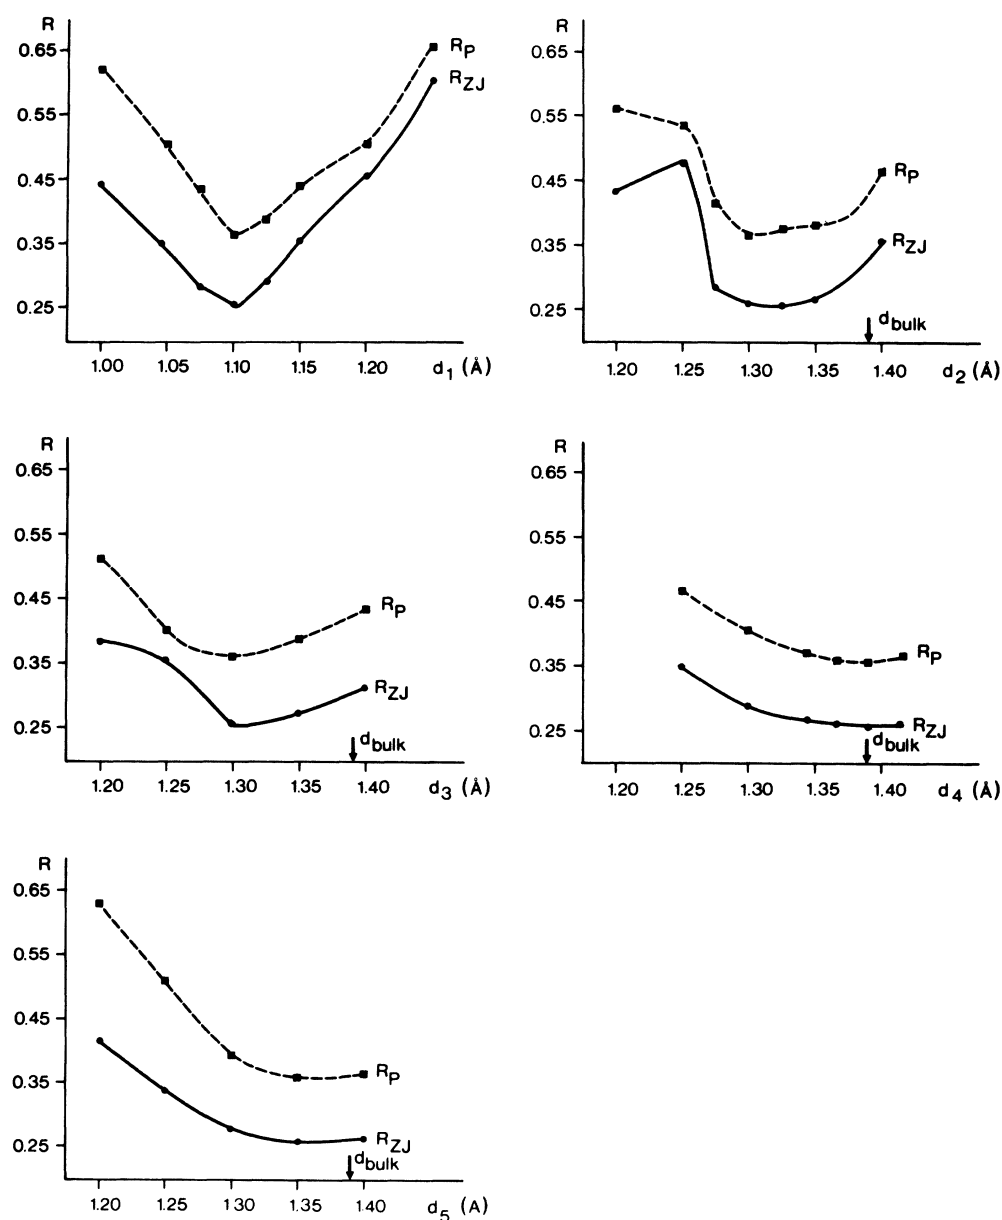 R
0.65
0.55
0.45
0.35
0.25
R_P
R_ZJ
1.00 1.05 1.10 1.15 1.20 d_1 (Å)
R
0.65
0.55
0.45
0.35
0.25
R_P
R_ZJ
d_bulk
1.20 1.25 1.30 1.35 1.40 d_2 (Å)
R
0.65
0.55
0.45
0.35
0.25
R_P
R_ZJ
d_bulk
1.20 1.25 1.30 1.35 1.40 d_3 (Å)
R
0.65
0.55
0.45
0.35
0.25
R_P
R_ZJ
d_bulk
1.20 1.25 1.30 1.35 1.40 d_4 (Å)
R
0.65
0.55
0.45
0.35
0.25
R_P
R_ZJ
d_bulk
1.20 1.25 1.30 1.35 1.40 d_5 (A)